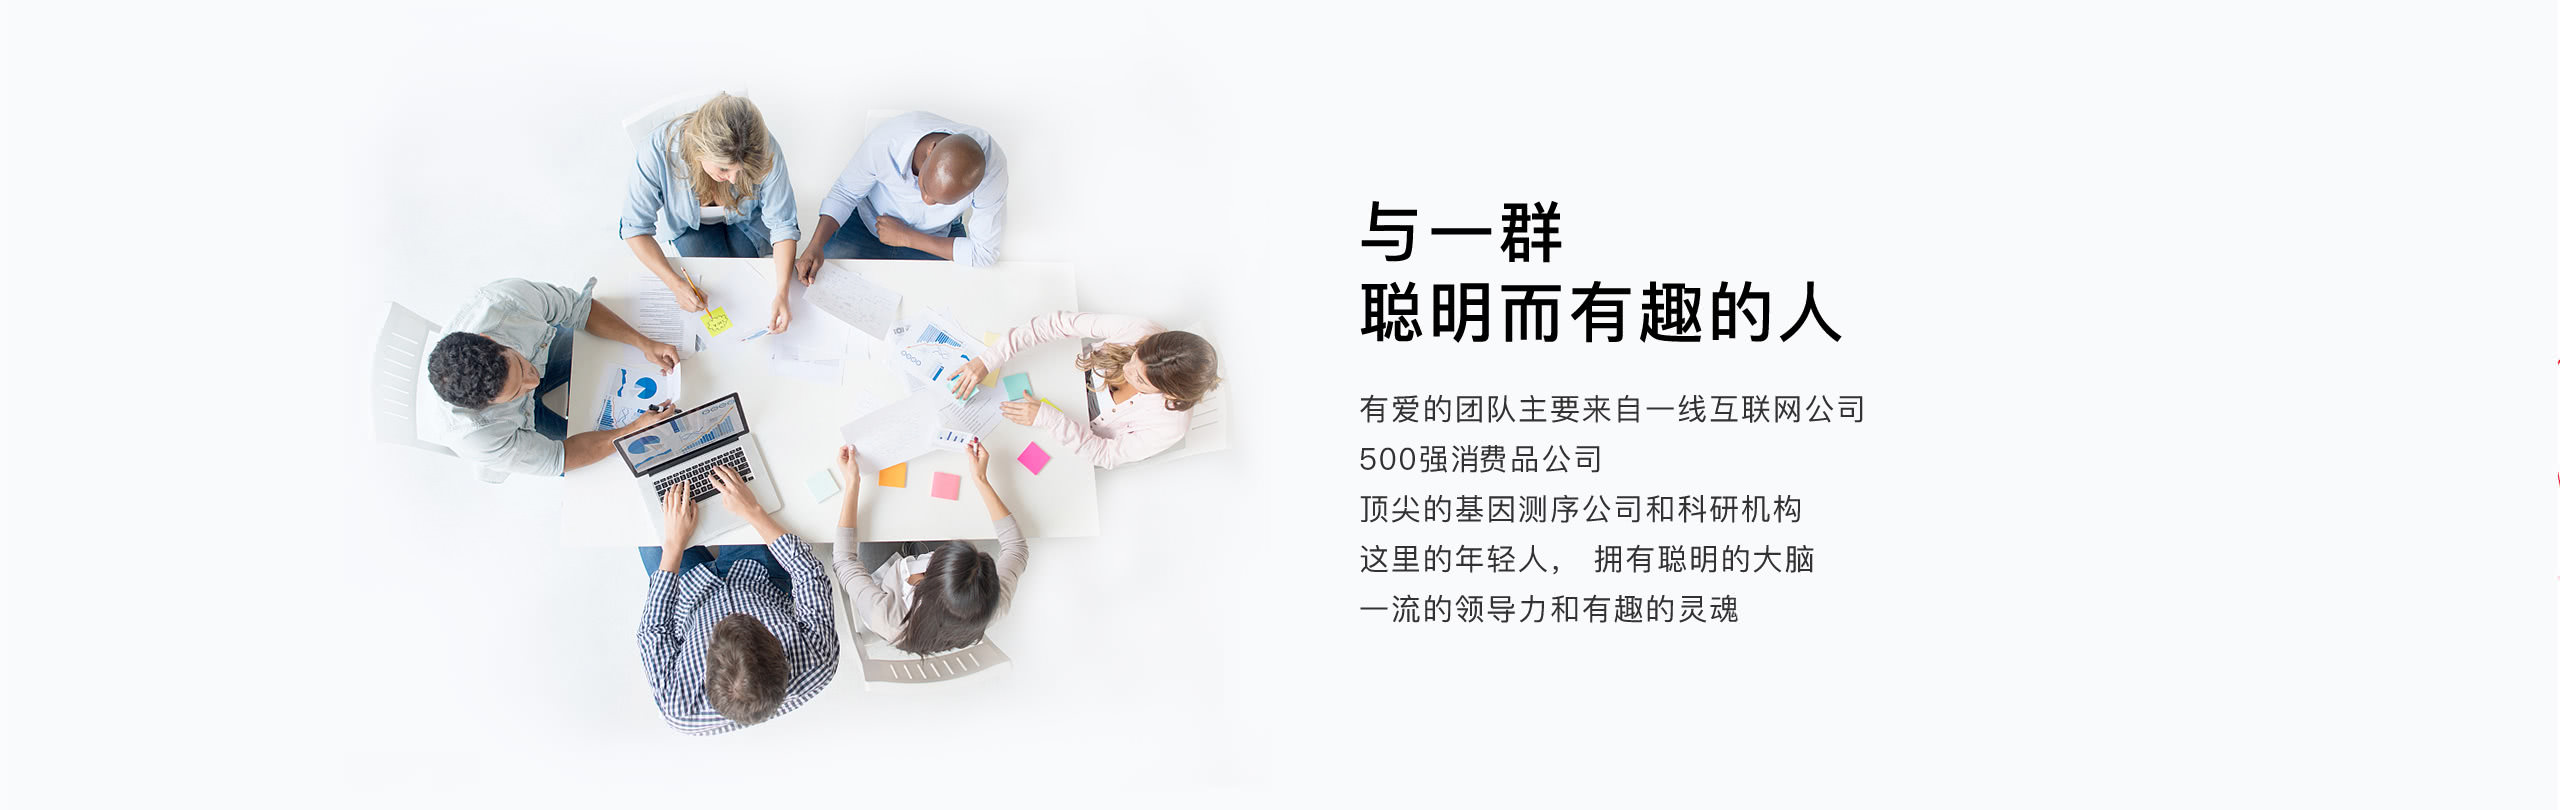 与一群
聪明而有趣的人
有爱的团队主要来自一线互联网公司
500强消费品公司
顶尖的基因测序公司和科研机构
这里的年轻人， 拥有聪明的大脑
一流的领导力和有趣的灵魂